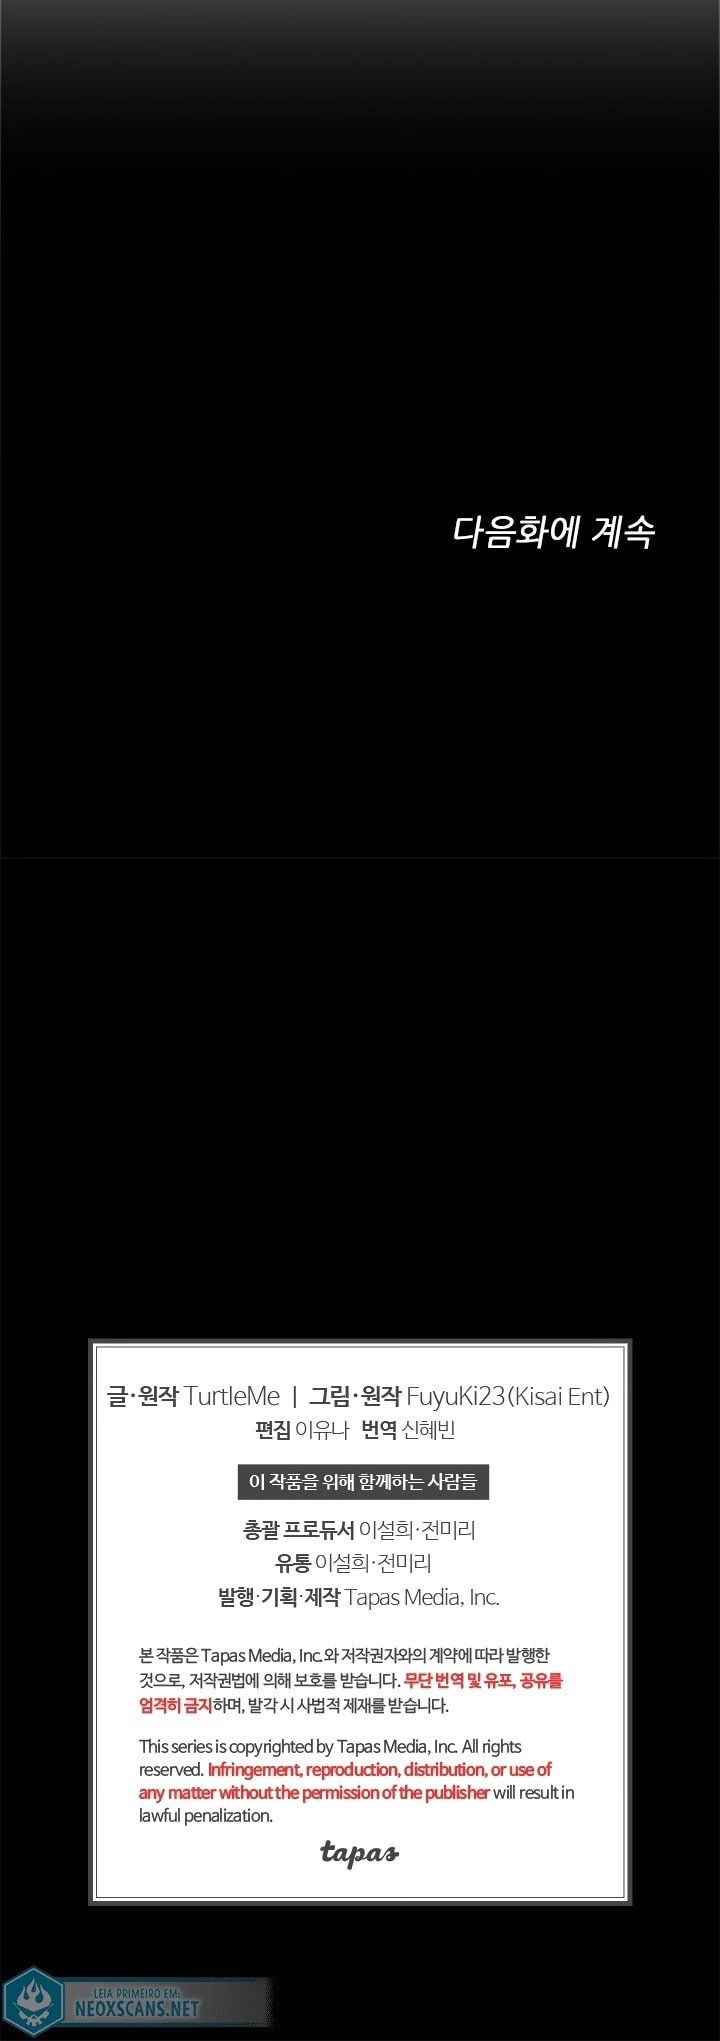 다음화에 계속
글·원작 TurtleMe | 그림·원작 FuyuKi23(Kisai Ent)
편집 이유나 번역 신혜빈
이 작품을 위해 함께하는 사람들
총괄 프로듀서 이설희·전미리
유통 이설희·전미리
발행·기획·제작 Tapas Media, Inc.
본 작품은 Tapas Media, Inc.와 저작권자와의 계약에 따라 발행한
것으로, 저작권법에 의해 보호를 받습니다. 무단 번역 및 유포, 공유를
엄격히 금지하며, 발각 시 사법적 제재를 받습니다.
This series is copyrighted by Tapas Media, Inc. All rights
reserved. Infringement, reproduction, distribution, or use of
any matter without the permission of the publisher will result in
lawful penalization.
tapas
LEIA PRIMEIRO EM:
NEOXSCANS.NET